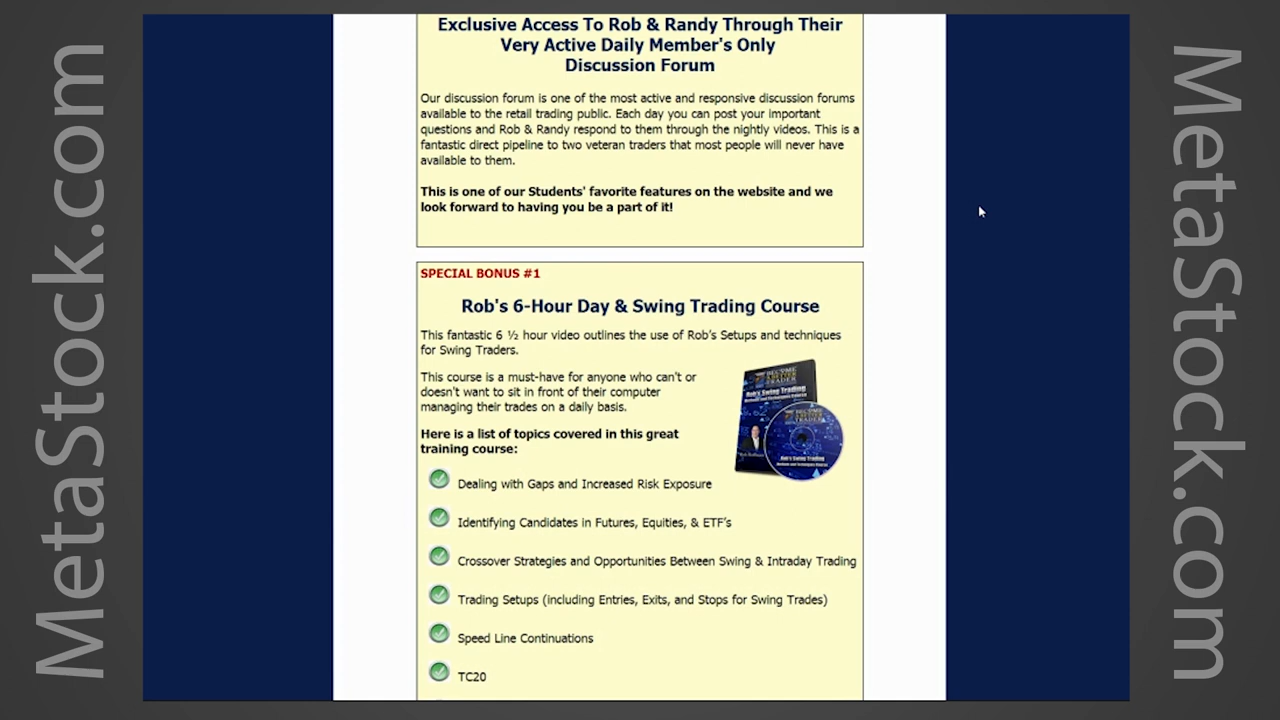 MetaStock.com
Exclusive Access To Rob & Randy Through Their
Very Active Daily Member's Only
Discussion Forum
Our discussion forum is one of the most active and responsive discussion forums
available to the retail trading public. Each day you can post your important
questions and Rob & Randy respond to them through the nightly videos. This is a
fantastic direct pipeline to two veteran traders that most people will never have
available to them.
This is one of our Students' favorite features on the website and we
look forward to having you be a part of it!
SPECIAL BONUS #1
Rob's 6-Hour Day & Swing Trading Course
This fantastic 6 ½ hour video outlines the use of Rob's Setups and techniques
for Swing Traders.
This course is a must-have for anyone who can't or
doesn't want to sit in front of their computer
managing their trades on a daily basis.
Here is a list of topics covered in this great
training course:
BECOME
A BETTER
TRADER
Rob's Swing Trading
Rob's Swing Trading
Dealing with Gaps and Increased Risk Exposure
Identifying Candidates in Futures, Equities, & ETF's
Crossover Strategies and Opportunities Between Swing & Intraday Trading
Trading Setups (including Entries, Exits, and Stops for Swing Trades)
Speed Line Continuations
TC20
MetaStock.com